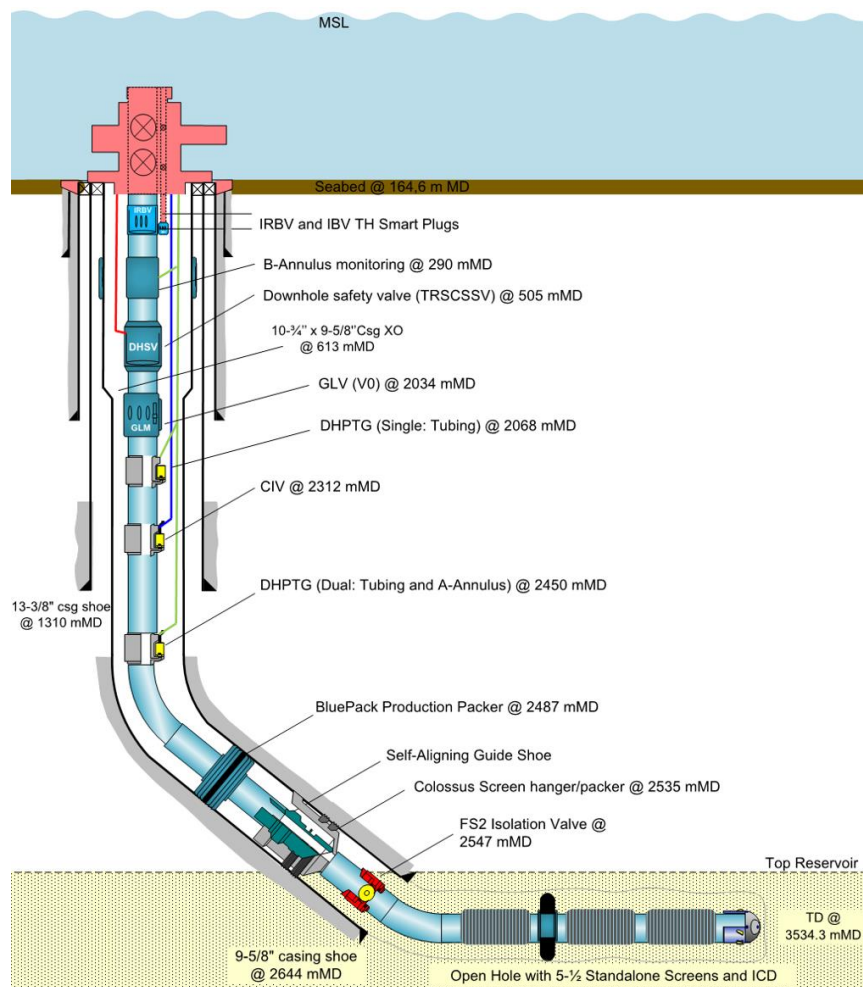 MSL
Seabed @ 164,6 m MD
IRBV
IRBV and IBV TH Smart Plugs
B-Annulus monitoring @ 290 mMD
Downhole safety valve (TRSCSSV) @ 505 mMD
10-¾'' x 9-5/8''Csg XO
@ 613 mMD
DHSV
GLV (V0) @ 2034 mMD
GLM
DHPTG (Single: Tubing) @ 2068 mMD
CIV @ 2312 mMD
DHPTG (Dual: Tubing and A-Annulus) @ 2450 mMD
13-3/8" csg shoe
@ 1310 mMD
BluePack Production Packer @ 2487 mMD
Self-Aligning Guide Shoe
Colossus Screen hanger/packer @ 2535 mMD
FS2 Isolation Valve @
2547 mMD
Top Reservoir
TD @
3534.3 mMD
9-5/8" casing shoe
@ 2644 mMD
Open Hole with 5-½ Standalone Screens and ICD